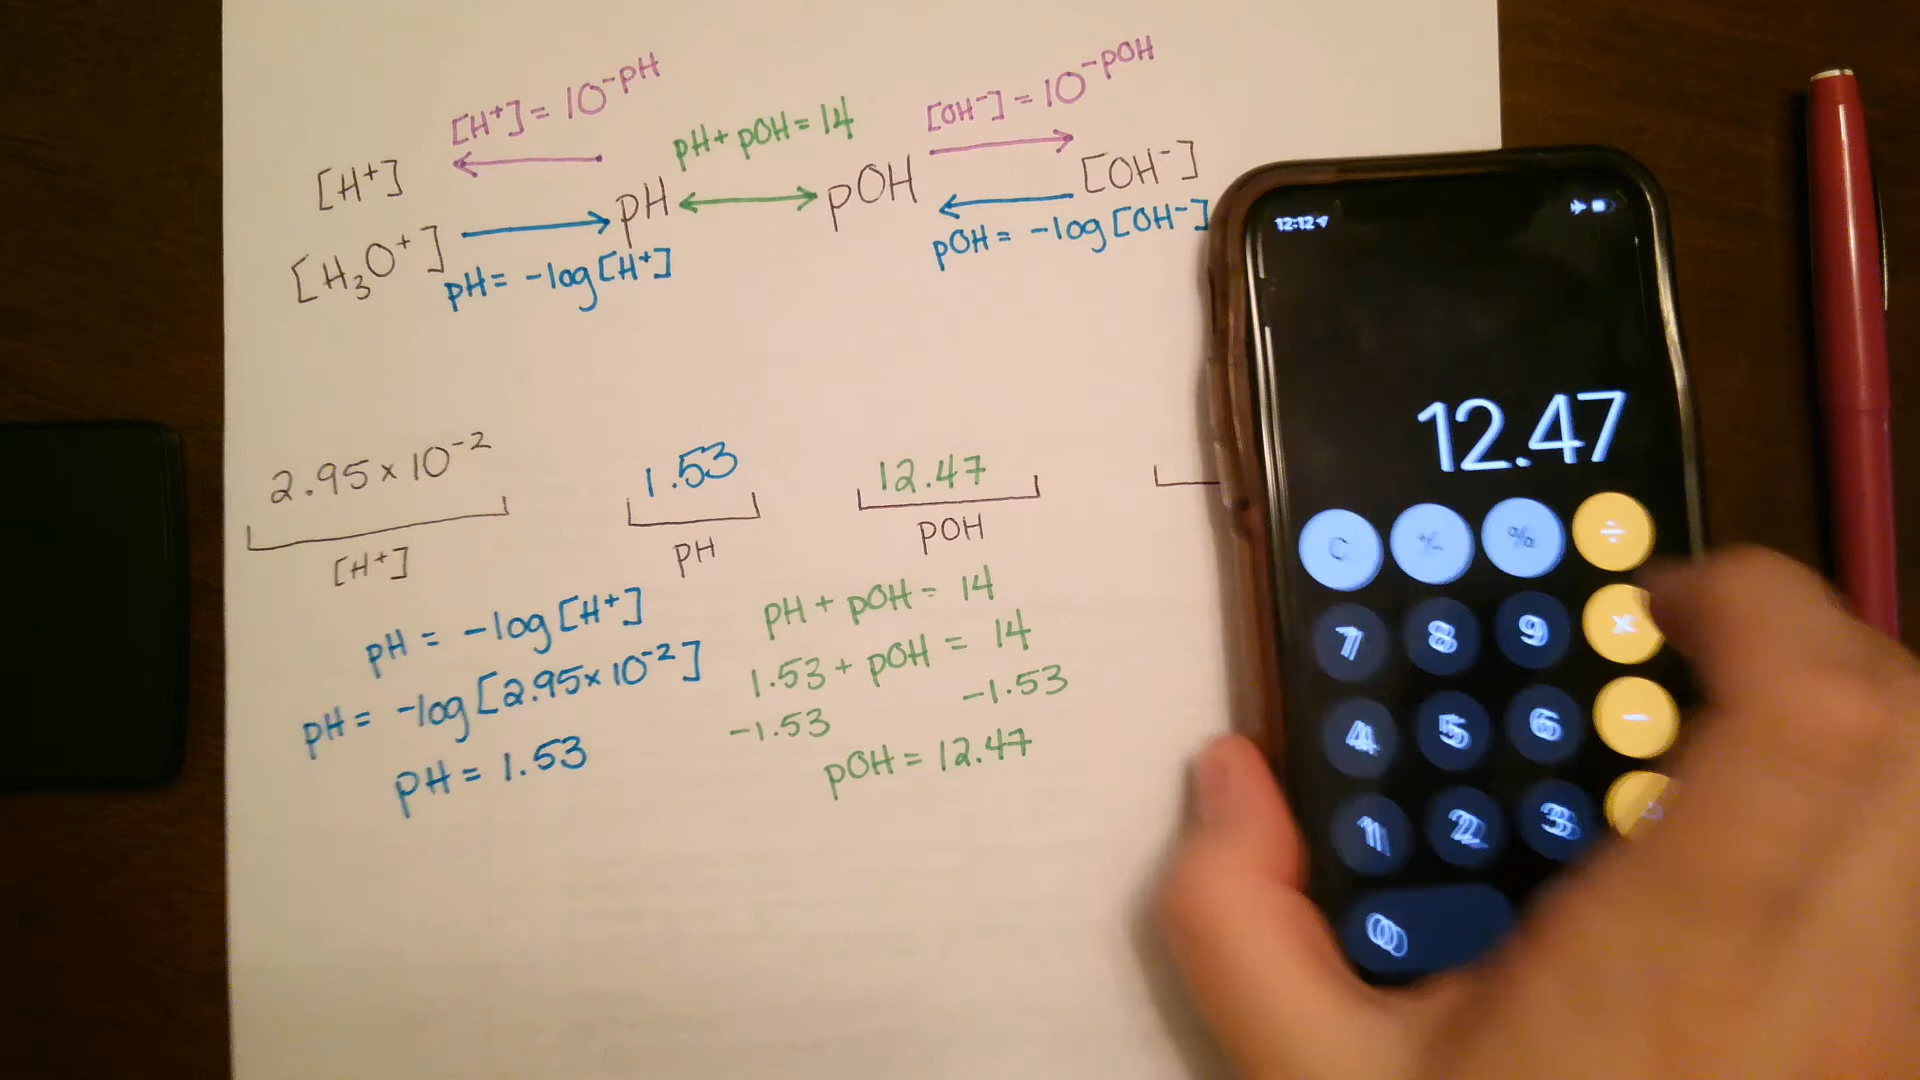 [H⁺] = 10⁻ᵖᴴ
pH + pOH = 14
[OH⁻] = 10⁻ᵖᴼᴴ
[H⁺]
[H₃O⁺]
pH
pOH
[OH⁻]
pH = -log[H⁺]
pOH = -log[OH⁻]
2.95 × 10⁻²
[H⁺]
1.53
pH
12.47
pOH
pH = -log[H⁺]
pH = -log[2.95 × 10⁻²]
pH = 1.53
pH + pOH = 14
1.53 + pOH = 14
-1.53 -1.53
pOH = 12.47
12:12
12.47
C +/- % ÷
7 8 9 ×
4 5 6 −
1 2 3
0